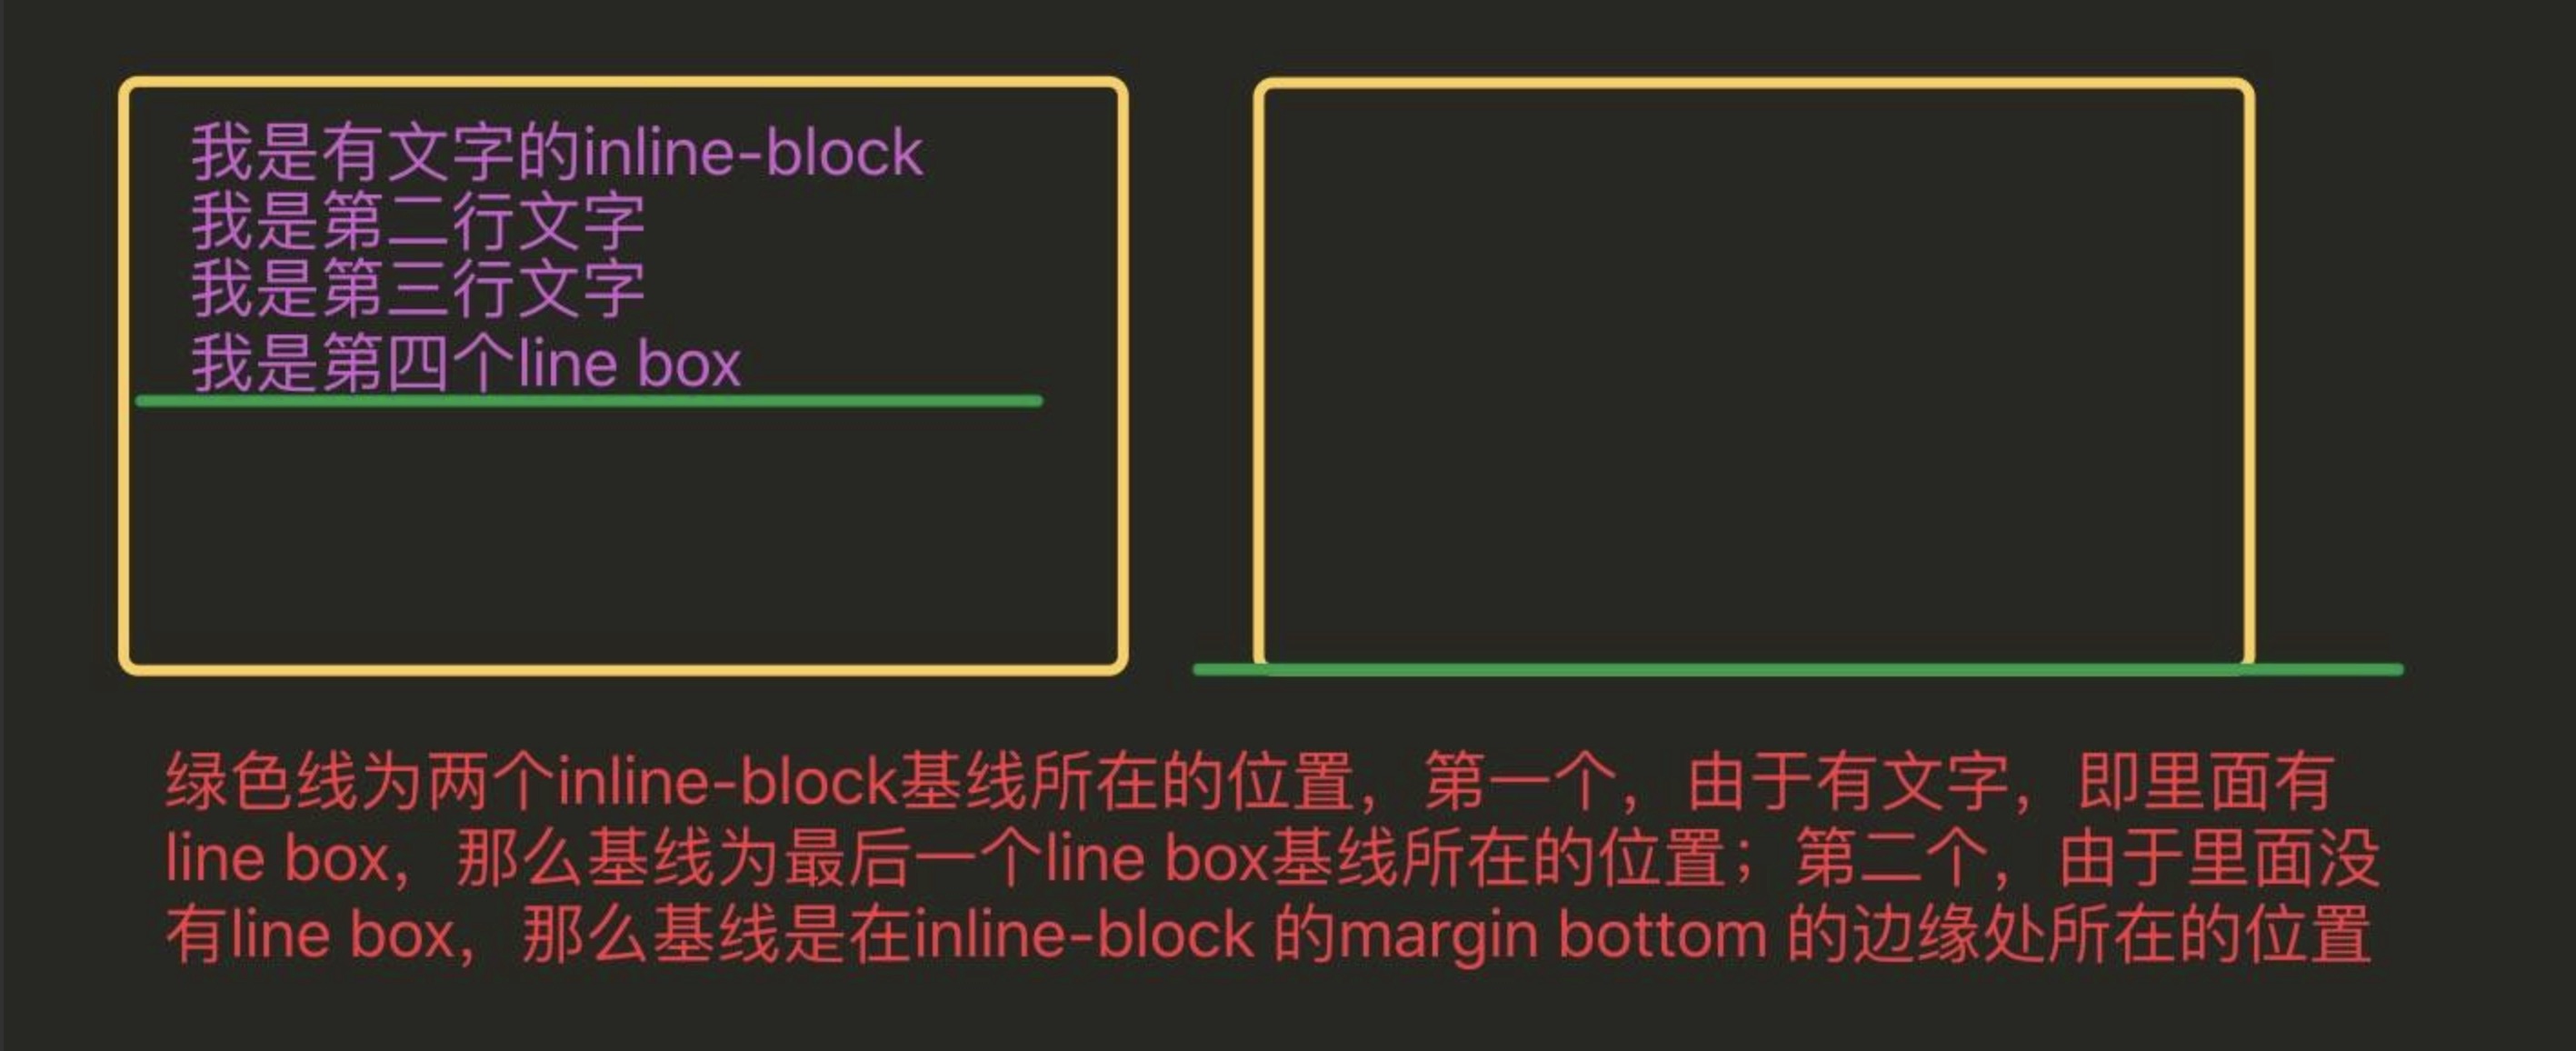 我是有文字的inline-block
我是第二行文字
我是第三行文字
我是第四个line box
绿色线为两个inline-block基线所在的位置，第一个，由于有文字，即里面有
line box，那么基线为最后一个line box基线所在的位置；第二个，由于里面没
有line box，那么基线是在inline-block 的margin bottom 的边缘处所在的位置